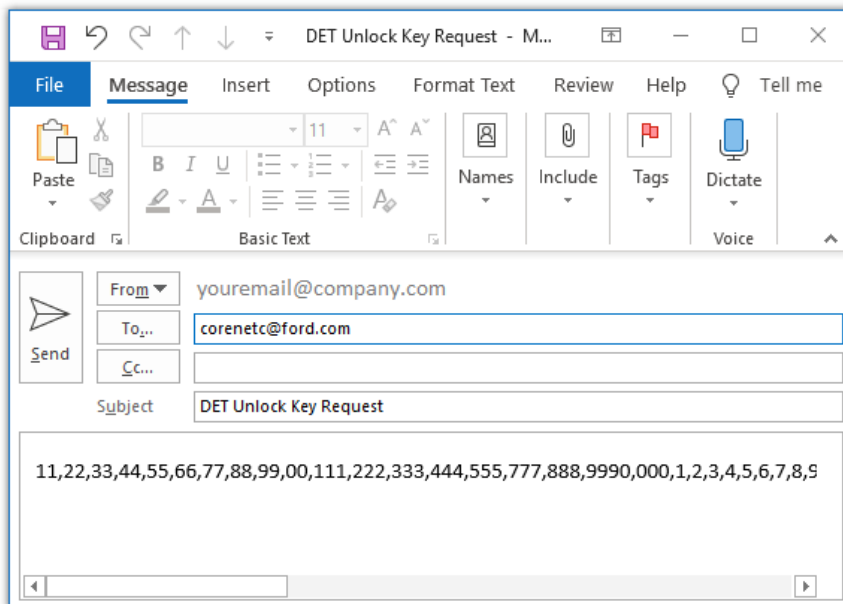 DET Unlock Key Request - M...
File Message Insert Options Format Text Review Help Tell me
11 A A
B I U
A A
Paste
Names
Include
Tags
Dictate
Clipboard Basic Text Voice
From youremail@company.com
To... corenetc@ford.com
Send
Cc...
Subject DET Unlock Key Request
11,22,33,44,55,66,77,88,99,00,111,222,333,444,555,777,888,9990,000,1,2,3,4,5,6,7,8,9